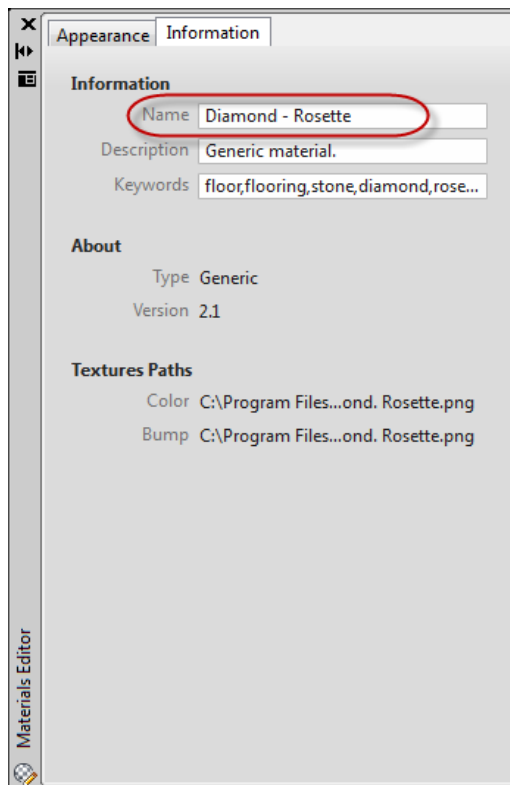 Appearance Information
Information
Name Diamond - Rosette
Description Generic material.
Keywords floor,flooring,stone,diamond,rose...
About
Type Generic
Version 2.1
Textures Paths
Color C:\Program Files...ond. Rosette.png
Bump C:\Program Files...ond. Rosette.png
Materials Editor